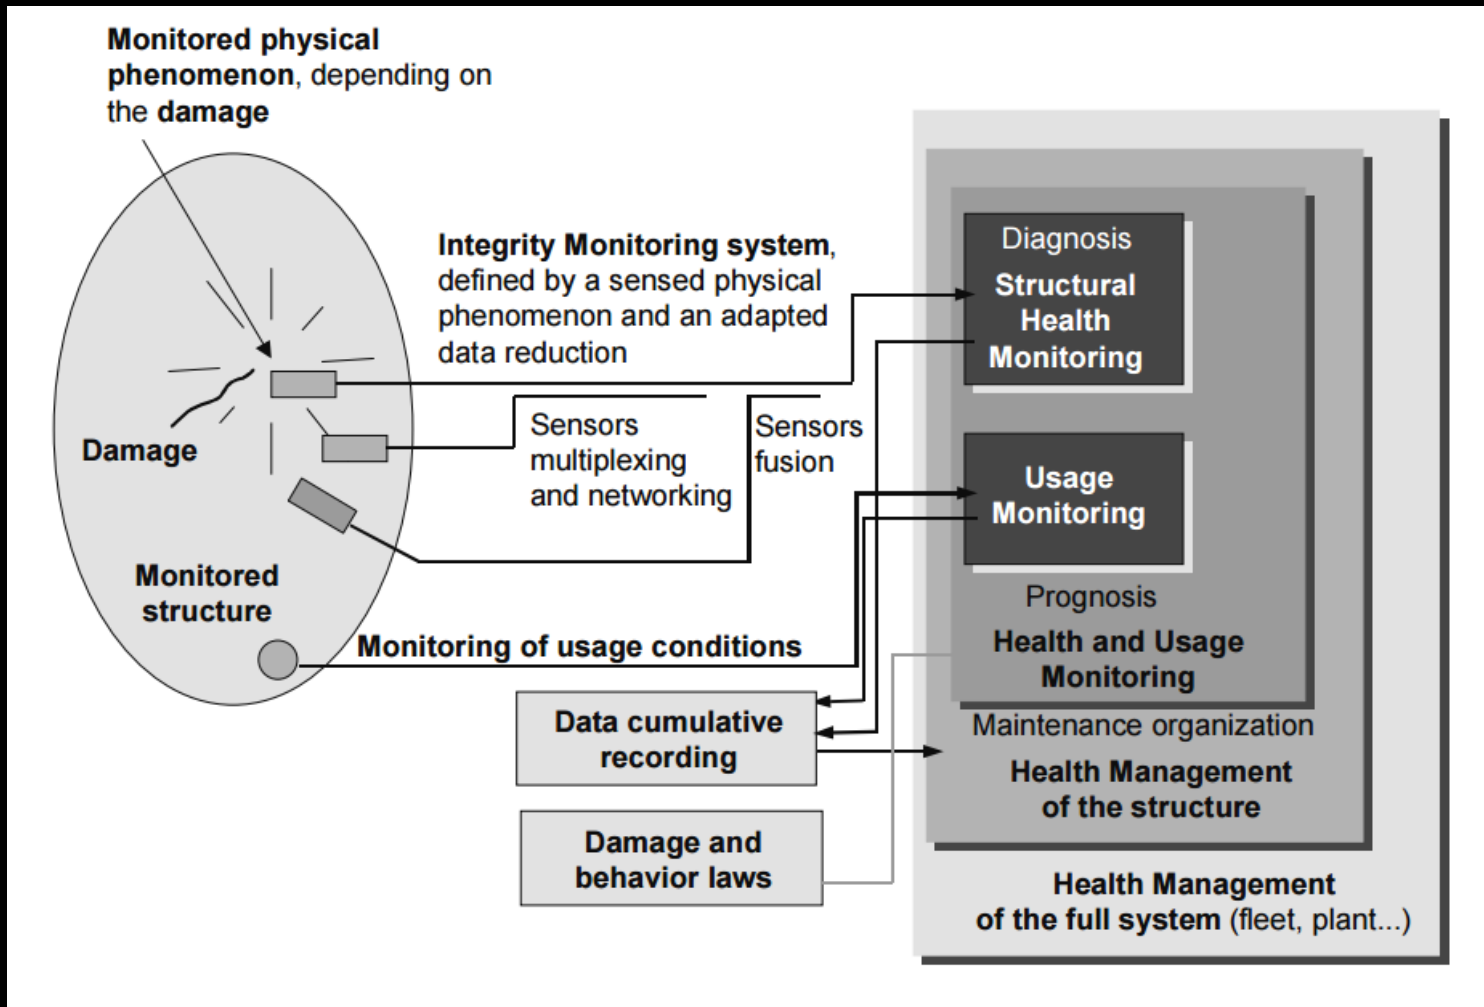 Monitored physical
phenomenon, depending on
the damage
Integrity Monitoring system,
defined by a sensed physical
phenomenon and an adapted
data reduction
Damage
Sensors
multiplexing
and networking
Sensors
fusion
Monitored
structure
Monitoring of usage conditions
Data cumulative
recording
Damage and
behavior laws
Diagnosis
Structural
Health
Monitoring
Usage
Monitoring
Prognosis
Health and Usage
Monitoring
Maintenance organization
Health Management
of the structure
Health Management
of the full system (fleet, plant...)